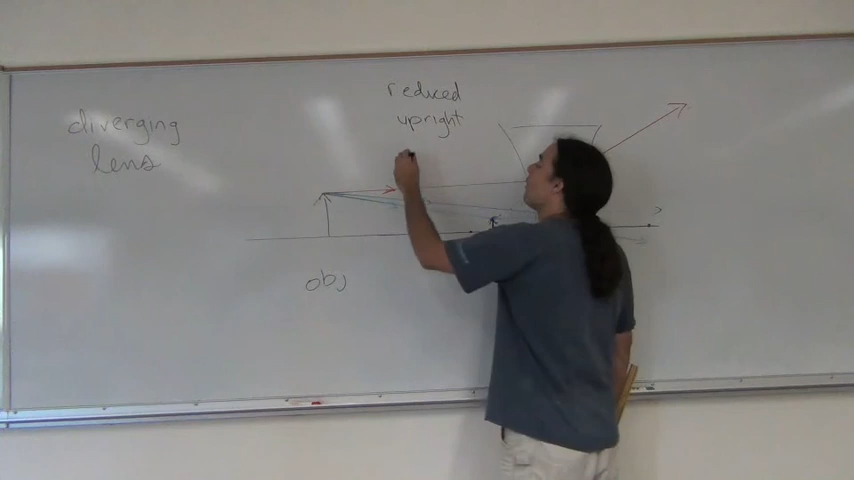 diverging
lens
reduced
upright
obj